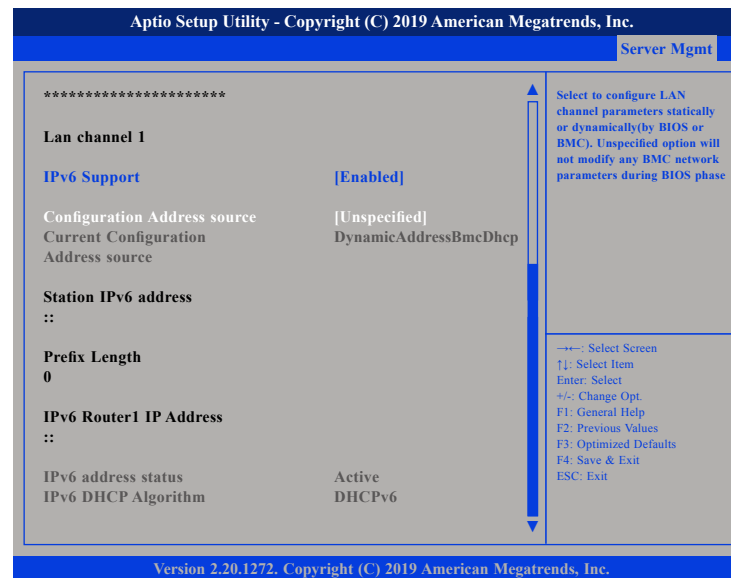 Aptio Setup Utility - Copyright (C) 2019 American Megatrends, Inc.
Server Mgmt
**********************
Lan channel 1
IPv6 Support [Enabled]
Configuration Address source [Unspecified]
Current Configuration DynamicAddressBmcDhcp
Address source
Station IPv6 address
::
Prefix Length
0
IPv6 Router1 IP Address
::
IPv6 address status Active
IPv6 DHCP Algorithm DHCPv6
Select to configure LAN
channel parameters statically
or dynamically(by BIOS or
BMC). Unspecified option will
not modify any BMC network
parameters during BIOS phase
→←: Select Screen
↑↓: Select Item
Enter: Select
+/-: Change Opt.
F1: General Help
F2: Previous Values
F3: Optimized Defaults
F4: Save & Exit
ESC: Exit
Version 2.20.1272. Copyright (C) 2019 American Megatrends, Inc.